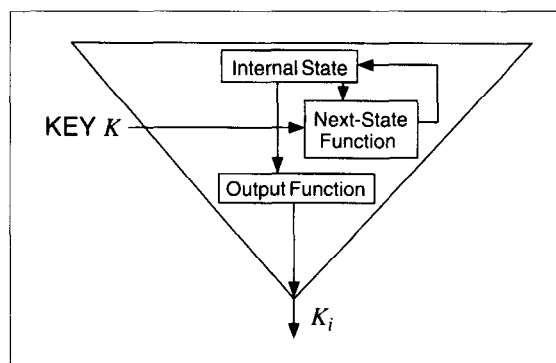 Internal State
KEY K
Next-State
Function
Output Function
K_i